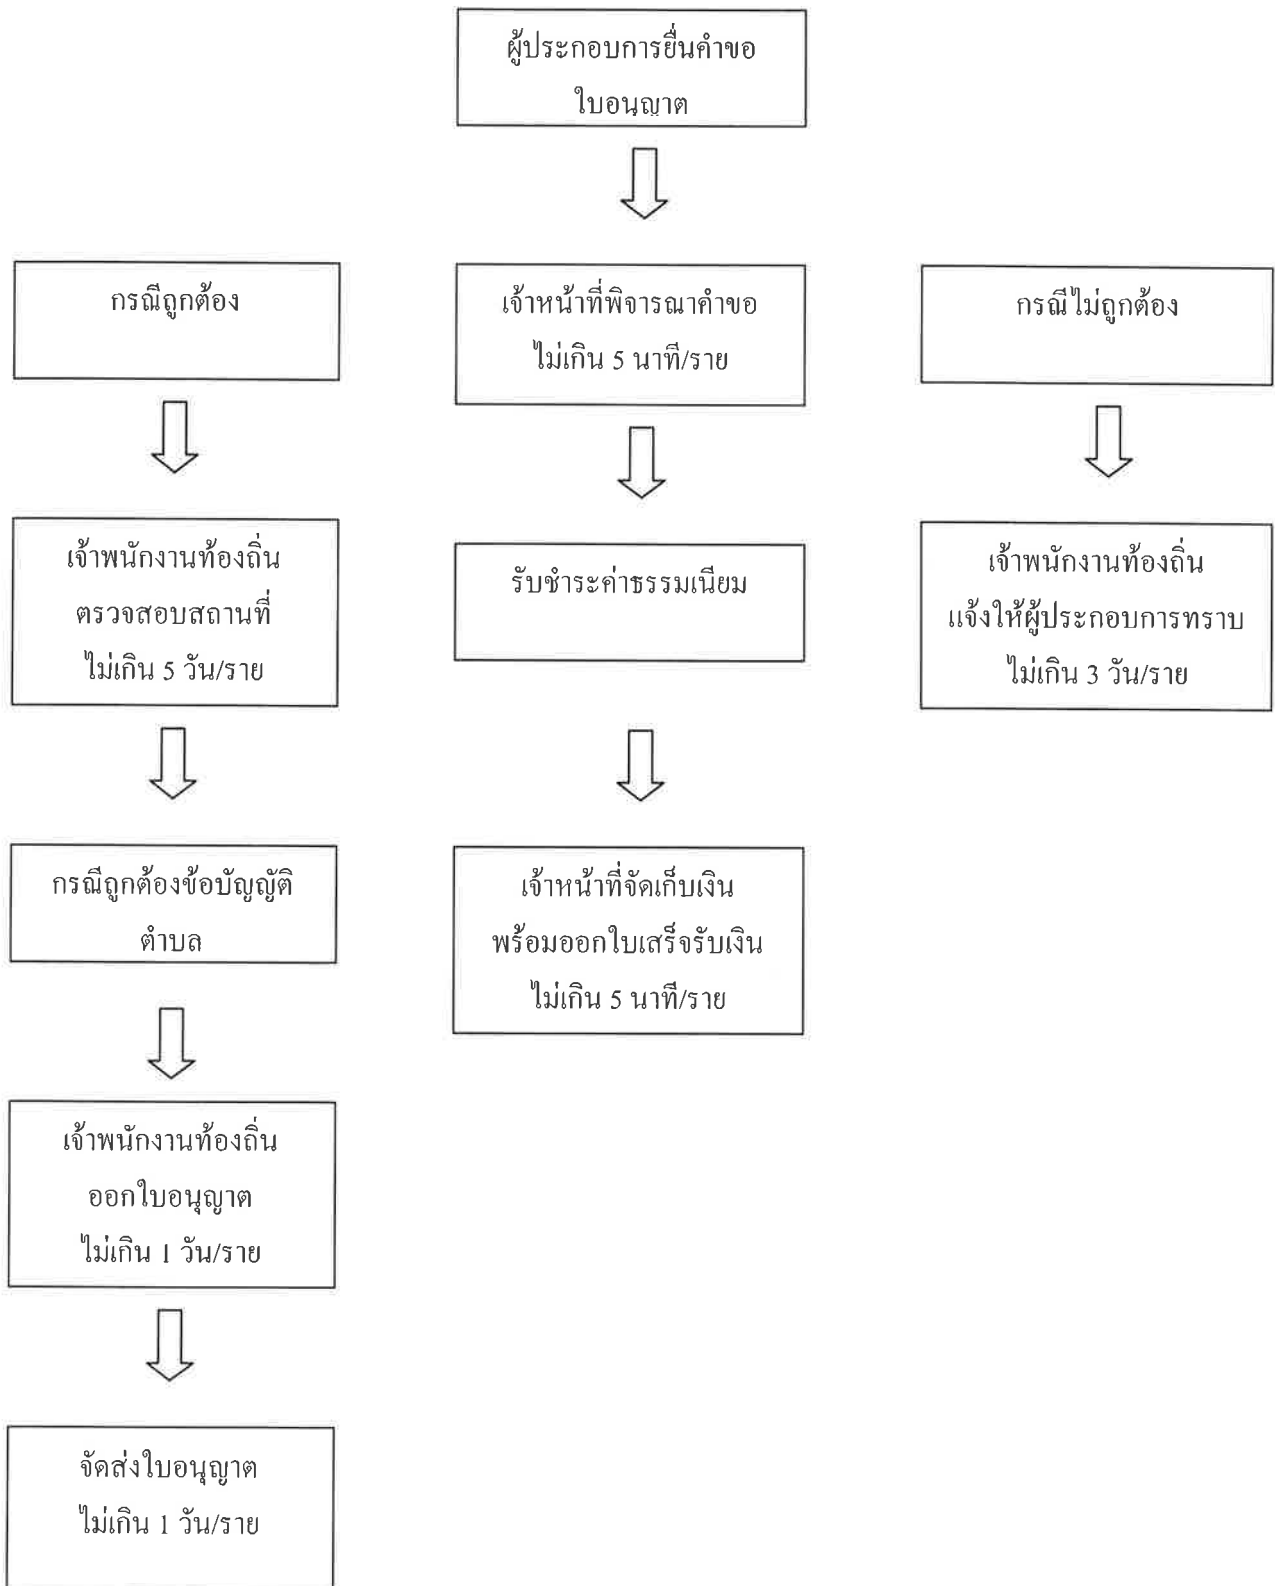 ผู้ประกอบการยื่นคำขอ
ใบอนุญาต
กรณีถูกต้อง
เจ้าหน้าที่พิจารณาคำขอ
ไม่เกิน 5 นาที/ราย
กรณีไม่ถูกต้อง
เจ้าพนักงานท้องถิ่น
ตรวจสอบสถานที่
ไม่เกิน 5 วัน/ราย
รับชำระค่าธรรมเนียม
เจ้าพนักงานท้องถิ่น
แจ้งให้ผู้ประกอบการทราบ
ไม่เกิน 3 วัน/ราย
กรณีถูกต้องข้อบัญญัติ
ตำบล
เจ้าหน้าที่จัดเก็บเงิน
พร้อมออกใบเสร็จรับเงิน
ไม่เกิน 5 นาที/ราย
เจ้าพนักงานท้องถิ่น
ออกใบอนุญาต
ไม่เกิน 1 วัน/ราย
จัดส่งใบอนุญาต
ไม่เกิน 1 วัน/ราย